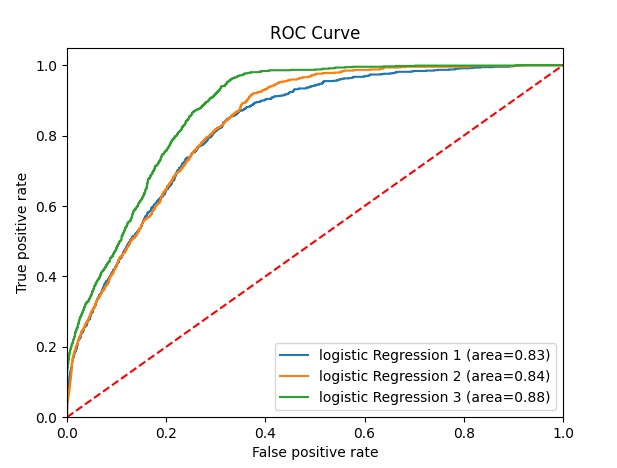 ROC Curve
True positive rate
1.0
0.8
0.6
0.4
0.2
0.0
0.0 0.2 0.4 0.6 0.8 1.0
False positive rate
logistic Regression 1 (area=0.83)
logistic Regression 2 (area=0.84)
logistic Regression 3 (area=0.88)